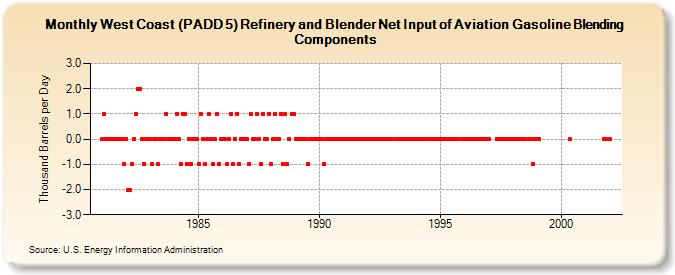 Monthly West Coast (PADD 5) Refinery and Blender Net Input of Aviation Gasoline Blending
Components
Thousand Barrels per Day
3.0
2.0
1.0
0.0
-1.0
-2.0
-3.0
1985
1990
1995
2000
Source: U.S. Energy Information Administration